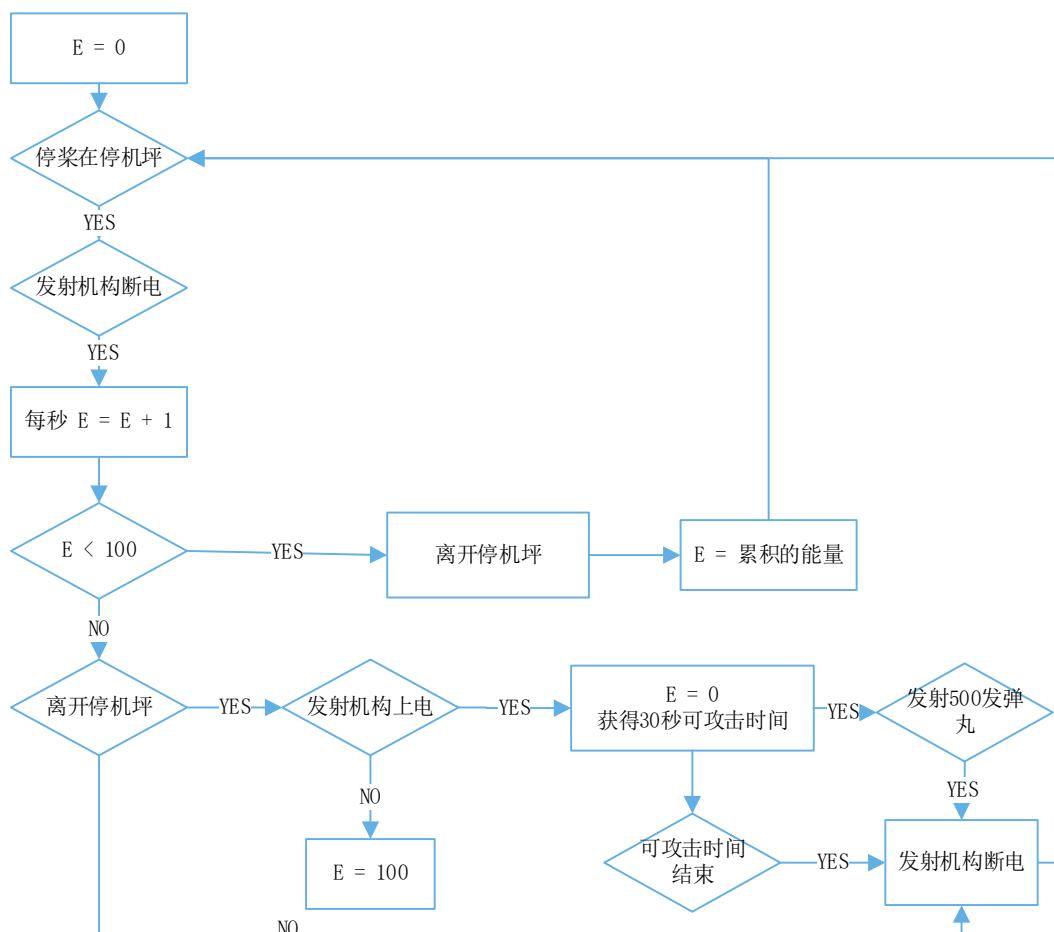 E = 0
停桨在停机坪
YES
发射机构断电
YES
每秒 E = E + 1
E < 100
YES
离开停机坪
E = 累积的能量
NO
离开停机坪
YES
发射机构上电
YES
E = 0
获得30秒可攻击时间
YES
发射500发弹
丸
NO
YES
E = 100
可攻击时间
结束
YES
发射机构断电
NO